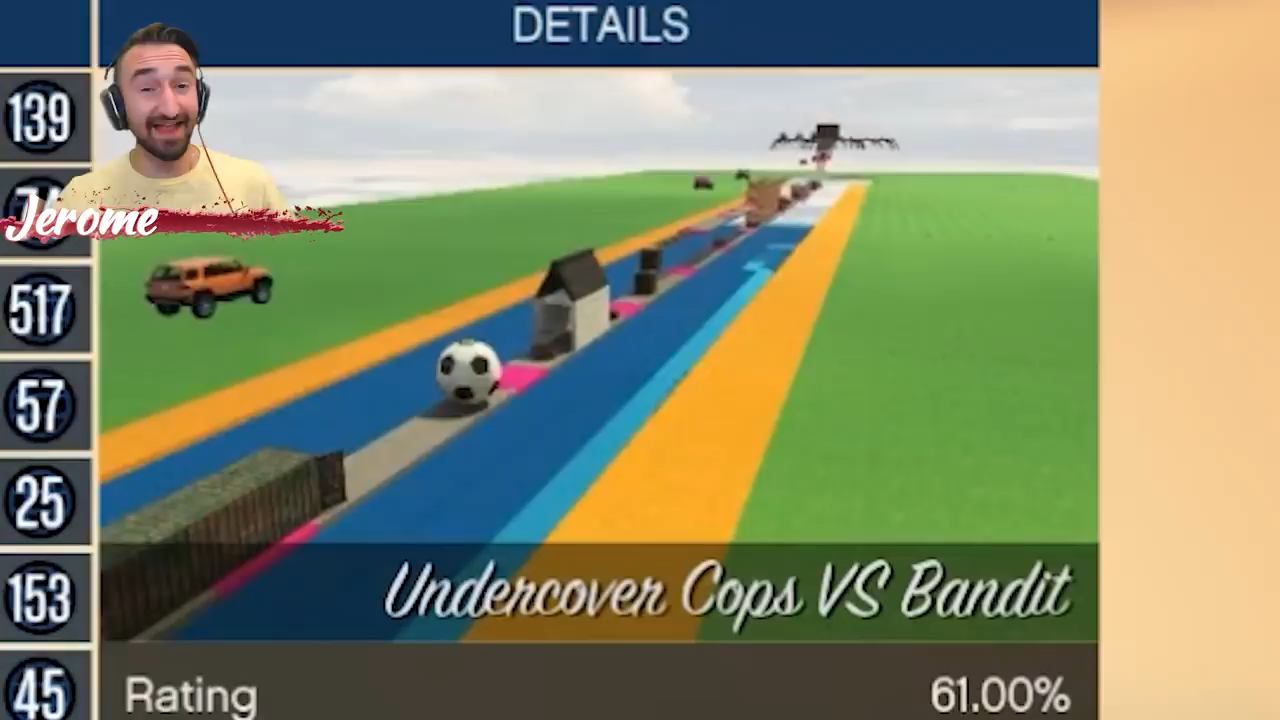 DETAILS
139
Jerome
517
57
25
153
Undercover Cops VS Bandit
45
Rating
61.00%